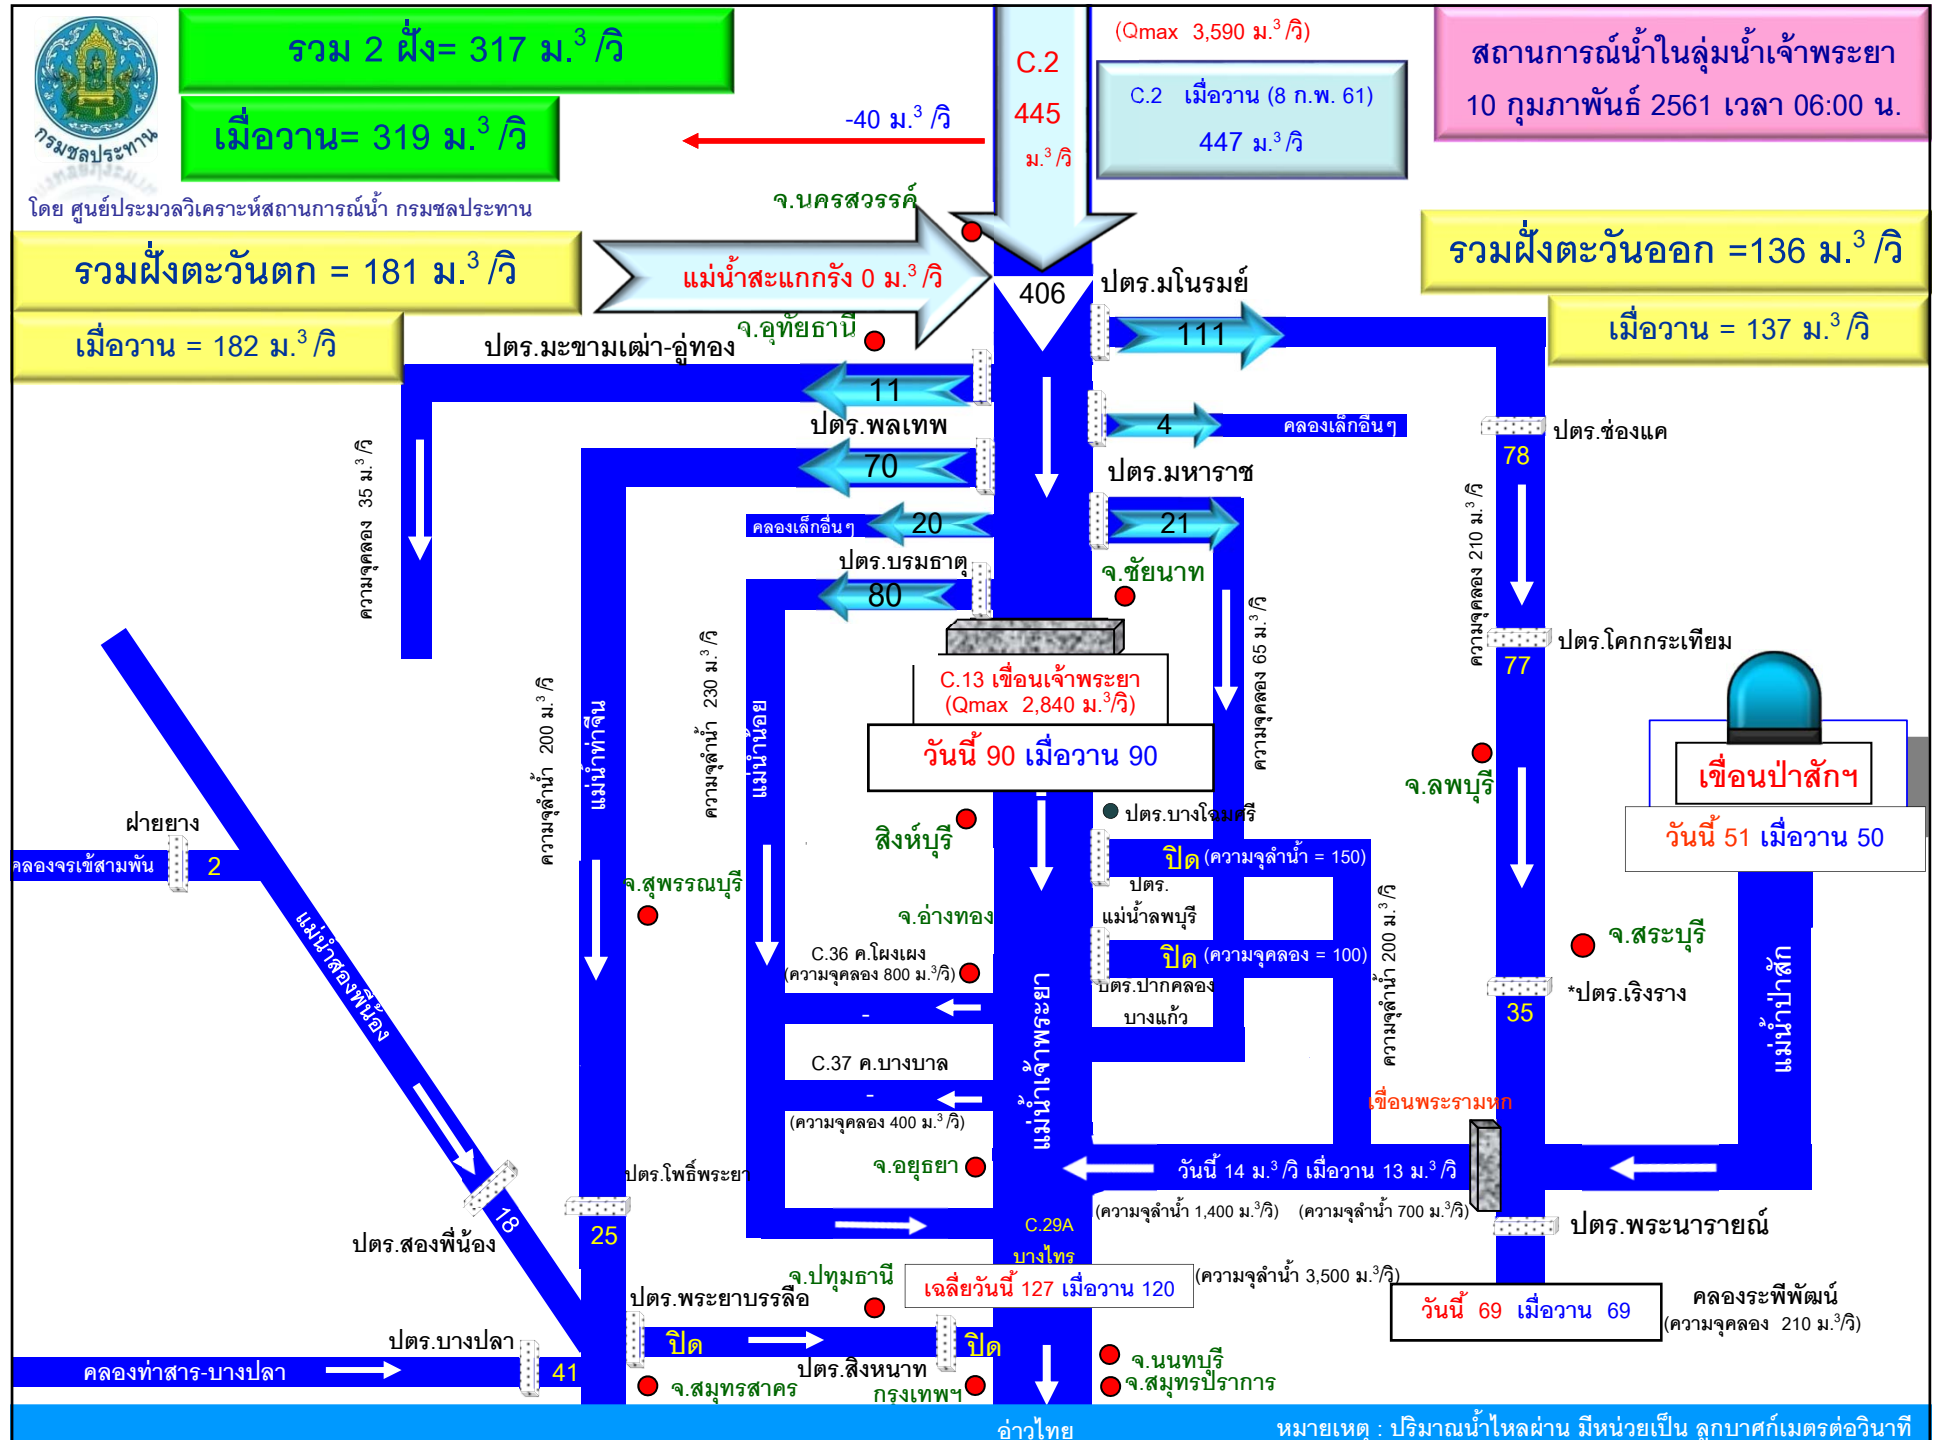 รวม 2 ฝั่ง= 317 ม.³/วิ
เมื่อวาน= 319 ม.³/วิ
กรมชลประทาน
โดย ศูนย์ประมวลวิเคราะห์สถานการณ์น้ำ กรมชลประทาน
(Qmax 3,590 ม.³/วิ)
C.2
445
ม.³/วิ
C.2 เมื่อวาน (8 ก.พ. 61)
447 ม.³/วิ
-40 ม.³/วิ
สถานการณ์น้ำในลุ่มน้ำเจ้าพระยา
10 กุมภาพันธ์ 2561 เวลา 06:00 น.
รวมฝั่งตะวันตก = 181 ม.³/วิ
เมื่อวาน = 182 ม.³/วิ
รวมฝั่งตะวันออก =136 ม.³/วิ
เมื่อวาน = 137 ม.³/วิ
จ.นครสวรรค์
แม่น้ำสะแกกรัง 0 ม.³/วิ
406
ปตร.มโนรมย์
111
จ.อุทัยธานี
ปตร.มะขามเฒ่า-อู่ทอง
11
ปตร.พลเทพ
70
4
คลองเล็กอื่นๆ
ปตร.ช่องแค
78
ปตร.มหาราช
21
คลองเล็กอื่นๆ
20
ปตร.บรมธาตุ
80
จ.ชัยนาท
ความจุคลอง 35 ม.³/วิ
ความจุคลอง 210 ม.³/วิ
ความจุคลอง 65 ม.³/วิ
ปตร.โคกกระเทียม
77
C.13 เขื่อนเจ้าพระยา
(Qmax 2,840 ม.³/วิ)
วันนี้ 90 เมื่อวาน 90
ความจุลำน้ำ 200 ม.³/วิ
แม่น้ำท่าจีน
ความจุลำน้ำ 230 ม.³/วิ
แม่น้ำน้อย
จ.ลพบุรี
เขื่อนป่าสักฯ
วันนี้ 51 เมื่อวาน 50
ฝายยาง
คลองจรเข้สามพัน
2
สิงห์บุรี
ปตร.บางโฉมศรี
ปิด (ความจุลำน้ำ = 150)
ปตร.
แม่น้ำลพบุรี
จ.สุพรรณบุรี
จ.อ่างทอง
ปิด (ความจุคลอง = 100)
ปตร.ปากคลอง
บางแก้ว
ความจุลำน้ำ 200 ม.³/วิ
จ.สระบุรี
*ปตร.เริงราง
35
แม่น้ำป่าสัก
แม่น้ำสองพี่น้อง
C.36 ค.โผงเผง
(ความจุคลอง 800 ม.³/วิ)
-
C.37 ค.บางบาล
-
(ความจุคลอง 400 ม.³/วิ)
แม่น้ำเจ้าพระยา
เขื่อนพระรามหก
จ.อยุธยา
วันนี้ 14 ม.³/วิ เมื่อวาน 13 ม.³/วิ
(ความจุลำน้ำ 1,400 ม.³/วิ) (ความจุลำน้ำ 700 ม.³/วิ)
ปตร.โพธิ์พระยา
25
18
ปตร.สองพี่น้อง
C.29A
บางไทร
ปตร.พระนารายณ์
จ.ปทุมธานี
เฉลี่ยวันนี้ 127 เมื่อวาน 120
(ความจุลำน้ำ 3,500 ม.³/วิ)
วันนี้ 69 เมื่อวาน 69
คลองระพีพัฒน์
(ความจุคลอง 210 ม.³/วิ)
ปตร.พระยาบรรลือ
ปิด
ปิด
ปตร.สิงหนาท
ปตร.บางปลา
คลองท่าสาร-บางปลา
41
จ.สมุทรสาคร
กรุงเทพฯ
จ.นนทบุรี
จ.สมุทรปราการ
อ่าวไทย
หมายเหตุ : ปริมาณน้ำไหลผ่าน มีหน่วยเป็น ลูกบาศก์เมตรต่อวินาที